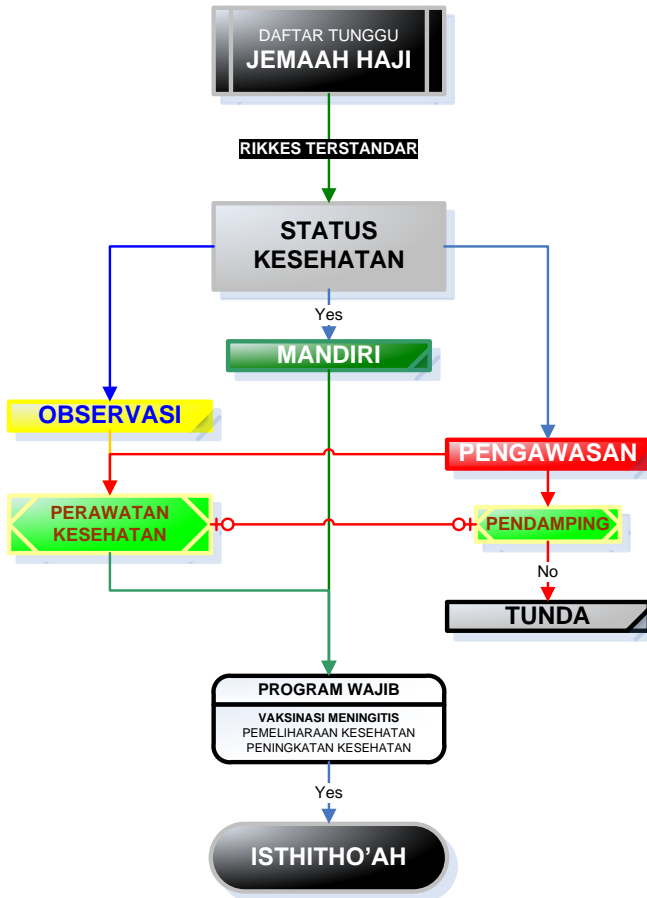 DAFTAR TUNGGU
JEMAAH HAJI
RIKKES TERSTANDAR
STATUS
KESEHATAN
Yes
MANDIRI
OBSERVASI
PENGAWASAN
PERAWATAN
KESEHATAN
PENDAMPING
No
TUNDA
PROGRAM WAJIB
VAKSINASI MENINGITIS
PEMELIHARAAN KESEHATAN
PENINGKATAN KESEHATAN
Yes
ISTHITHO'AH